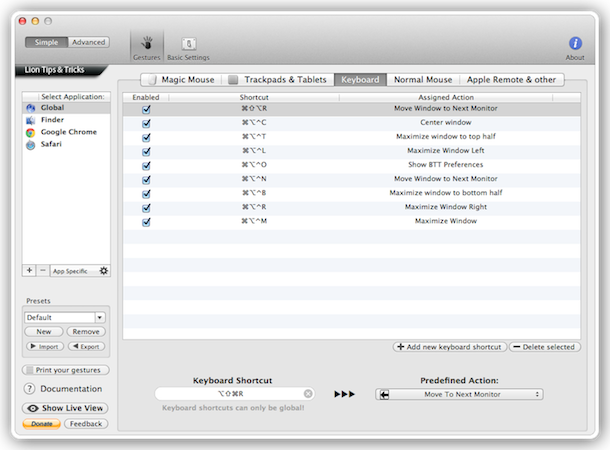 Simple Advanced
Gestures Basic Settings About
Lion Tips & Tricks
Magic Mouse Trackpads & Tablets Keyboard Normal Mouse Apple Remote & other
Select Application:
Global
Finder
Google Chrome
Safari
+ − App Specific
Enabled Shortcut Assigned Action
⌘⇧⌥R Move Window to Next Monitor
⌘⌥^C Center window
⌘⌥^T Maximize window to top half
⌘⌥^L Maximize Window Left
⌘⌥^O Show BTT Preferences
⌘⌥^N Move Window to Next Monitor
⌘⌥^B Maximize window to bottom half
⌘⌥^R Maximize Window Right
⌘⌥^M Maximize Window
Presets
Default
New Remove
Import Export
Print your gestures
Documentation
Show Live View
Donate Feedback
Add new keyboard shortcut Delete selected
Keyboard Shortcut
⌥⇧⌘R
Keyboard shortcuts can only be global!
Predefined Action:
Move To Next Monitor